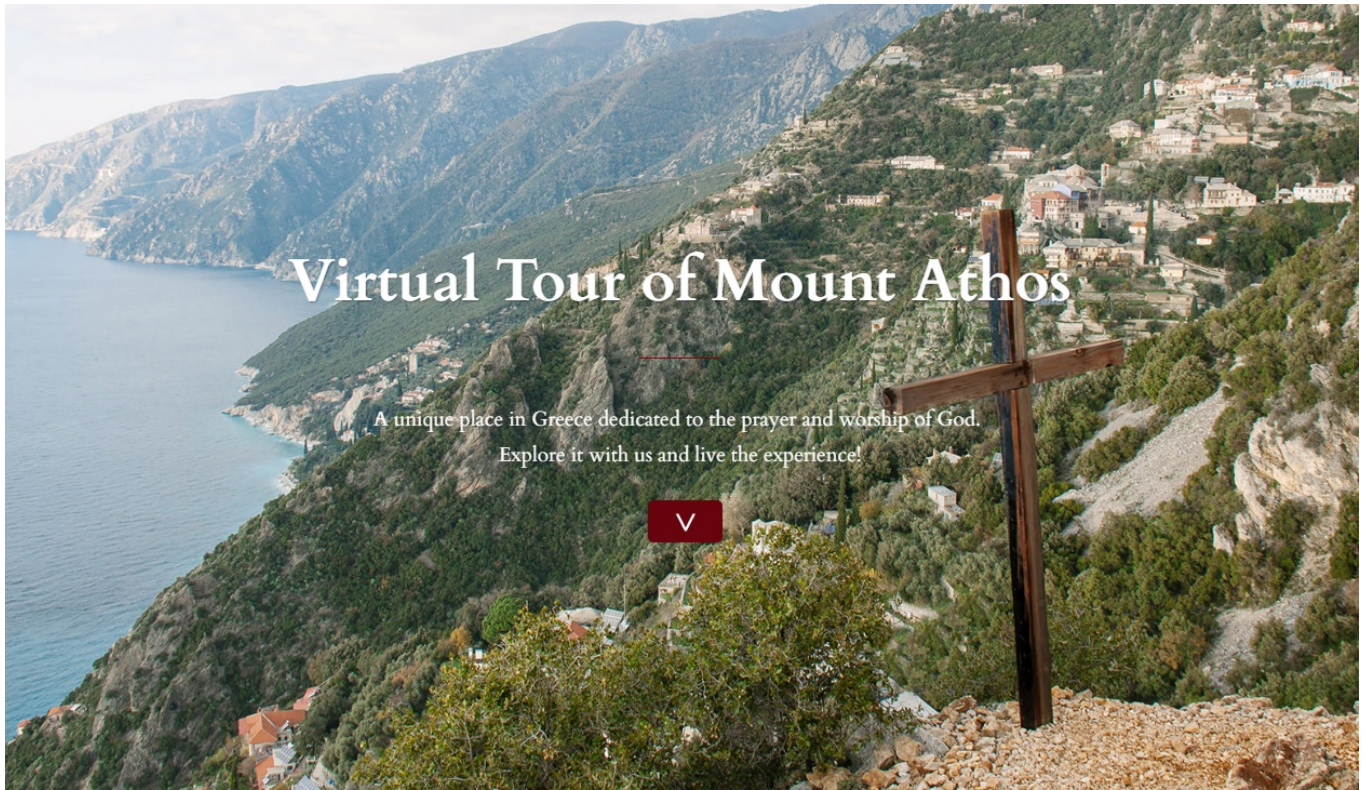 Virtual Tour of Mount Athos
A unique place in Greece dedicated to the prayer and worship of God.
Explore it with us and live the experience!